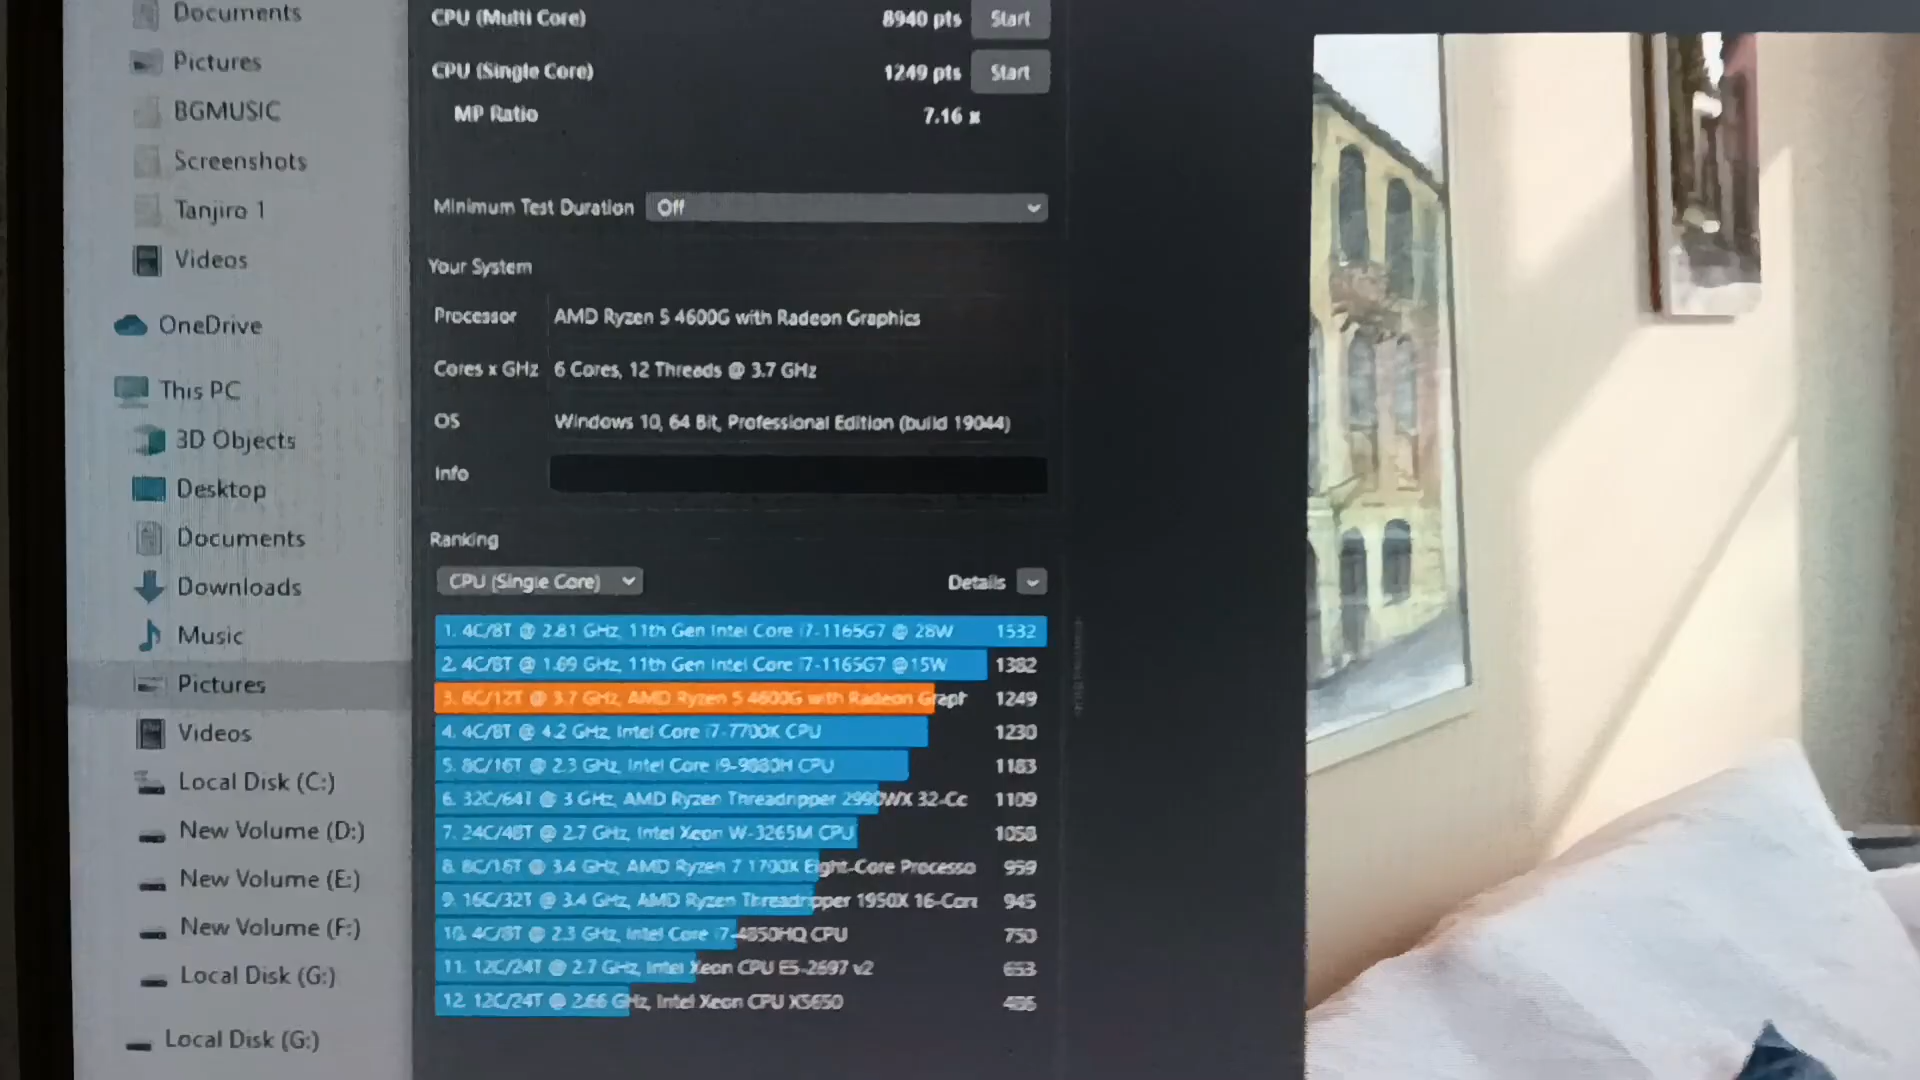 Documents
Pictures
BGMUSIC
Screenshots
Tanjiro 1
Videos
OneDrive
This PC
3D Objects
Desktop
Documents
Downloads
Music
Pictures
Videos
Local Disk (C:)
New Volume (D:)
New Volume (E:)
New Volume (F:)
Local Disk (G:)
Local Disk (G:)
CPU (Multi Core) 8940 pts Start
CPU (Single Core) 1249 pts Start
MP Ratio 7.16 x
Minimum Test Duration Off
Your System
Processor AMD Ryzen 5 4600G with Radeon Graphics
Cores x GHz 6 Cores, 12 Threads @ 3.7 GHz
OS Windows 10, 64 Bit, Professional Edition (build 19044)
Info
Ranking
CPU (Single Core) Details
1. 4C/8T @ 2.81 GHz, 11th Gen Intel Core i7-1165G7 @ 28W 1532
2. 4C/8T @ 1.69 GHz, 11th Gen Intel Core i7-1165G7 @15W 1382
3. 6C/12T @ 3.7 GHz, AMD Ryzen 5 4600G with Radeon Graph 1249
4. 4C/8T @ 4.2 GHz, Intel Core i7-7700K CPU 1230
5. 8C/16T @ 2.3 GHz, Intel Core i9-9880H CPU 1183
6. 32C/64T @ 3 GHz, AMD Ryzen Threadripper 2990WX 32-Cc 1109
7. 24C/48T @ 2.7 GHz, Intel Xeon W-3265M CPU 1058
8. 8C/16T @ 3.4 GHz, AMD Ryzen 7 1700X Eight-Core Processo 959
9. 16C/32T @ 3.4 GHz, AMD Ryzen Threadripper 1950X 16-Core 945
10. 4C/8T @ 2.3 GHz, Intel Core i7-4850HQ CPU 750
11. 12C/24T @ 2.7 GHz, Intel Xeon CPU E5-2697 v2 653
12. 12C/24T @ 2.66 GHz, Intel Xeon CPU X5650